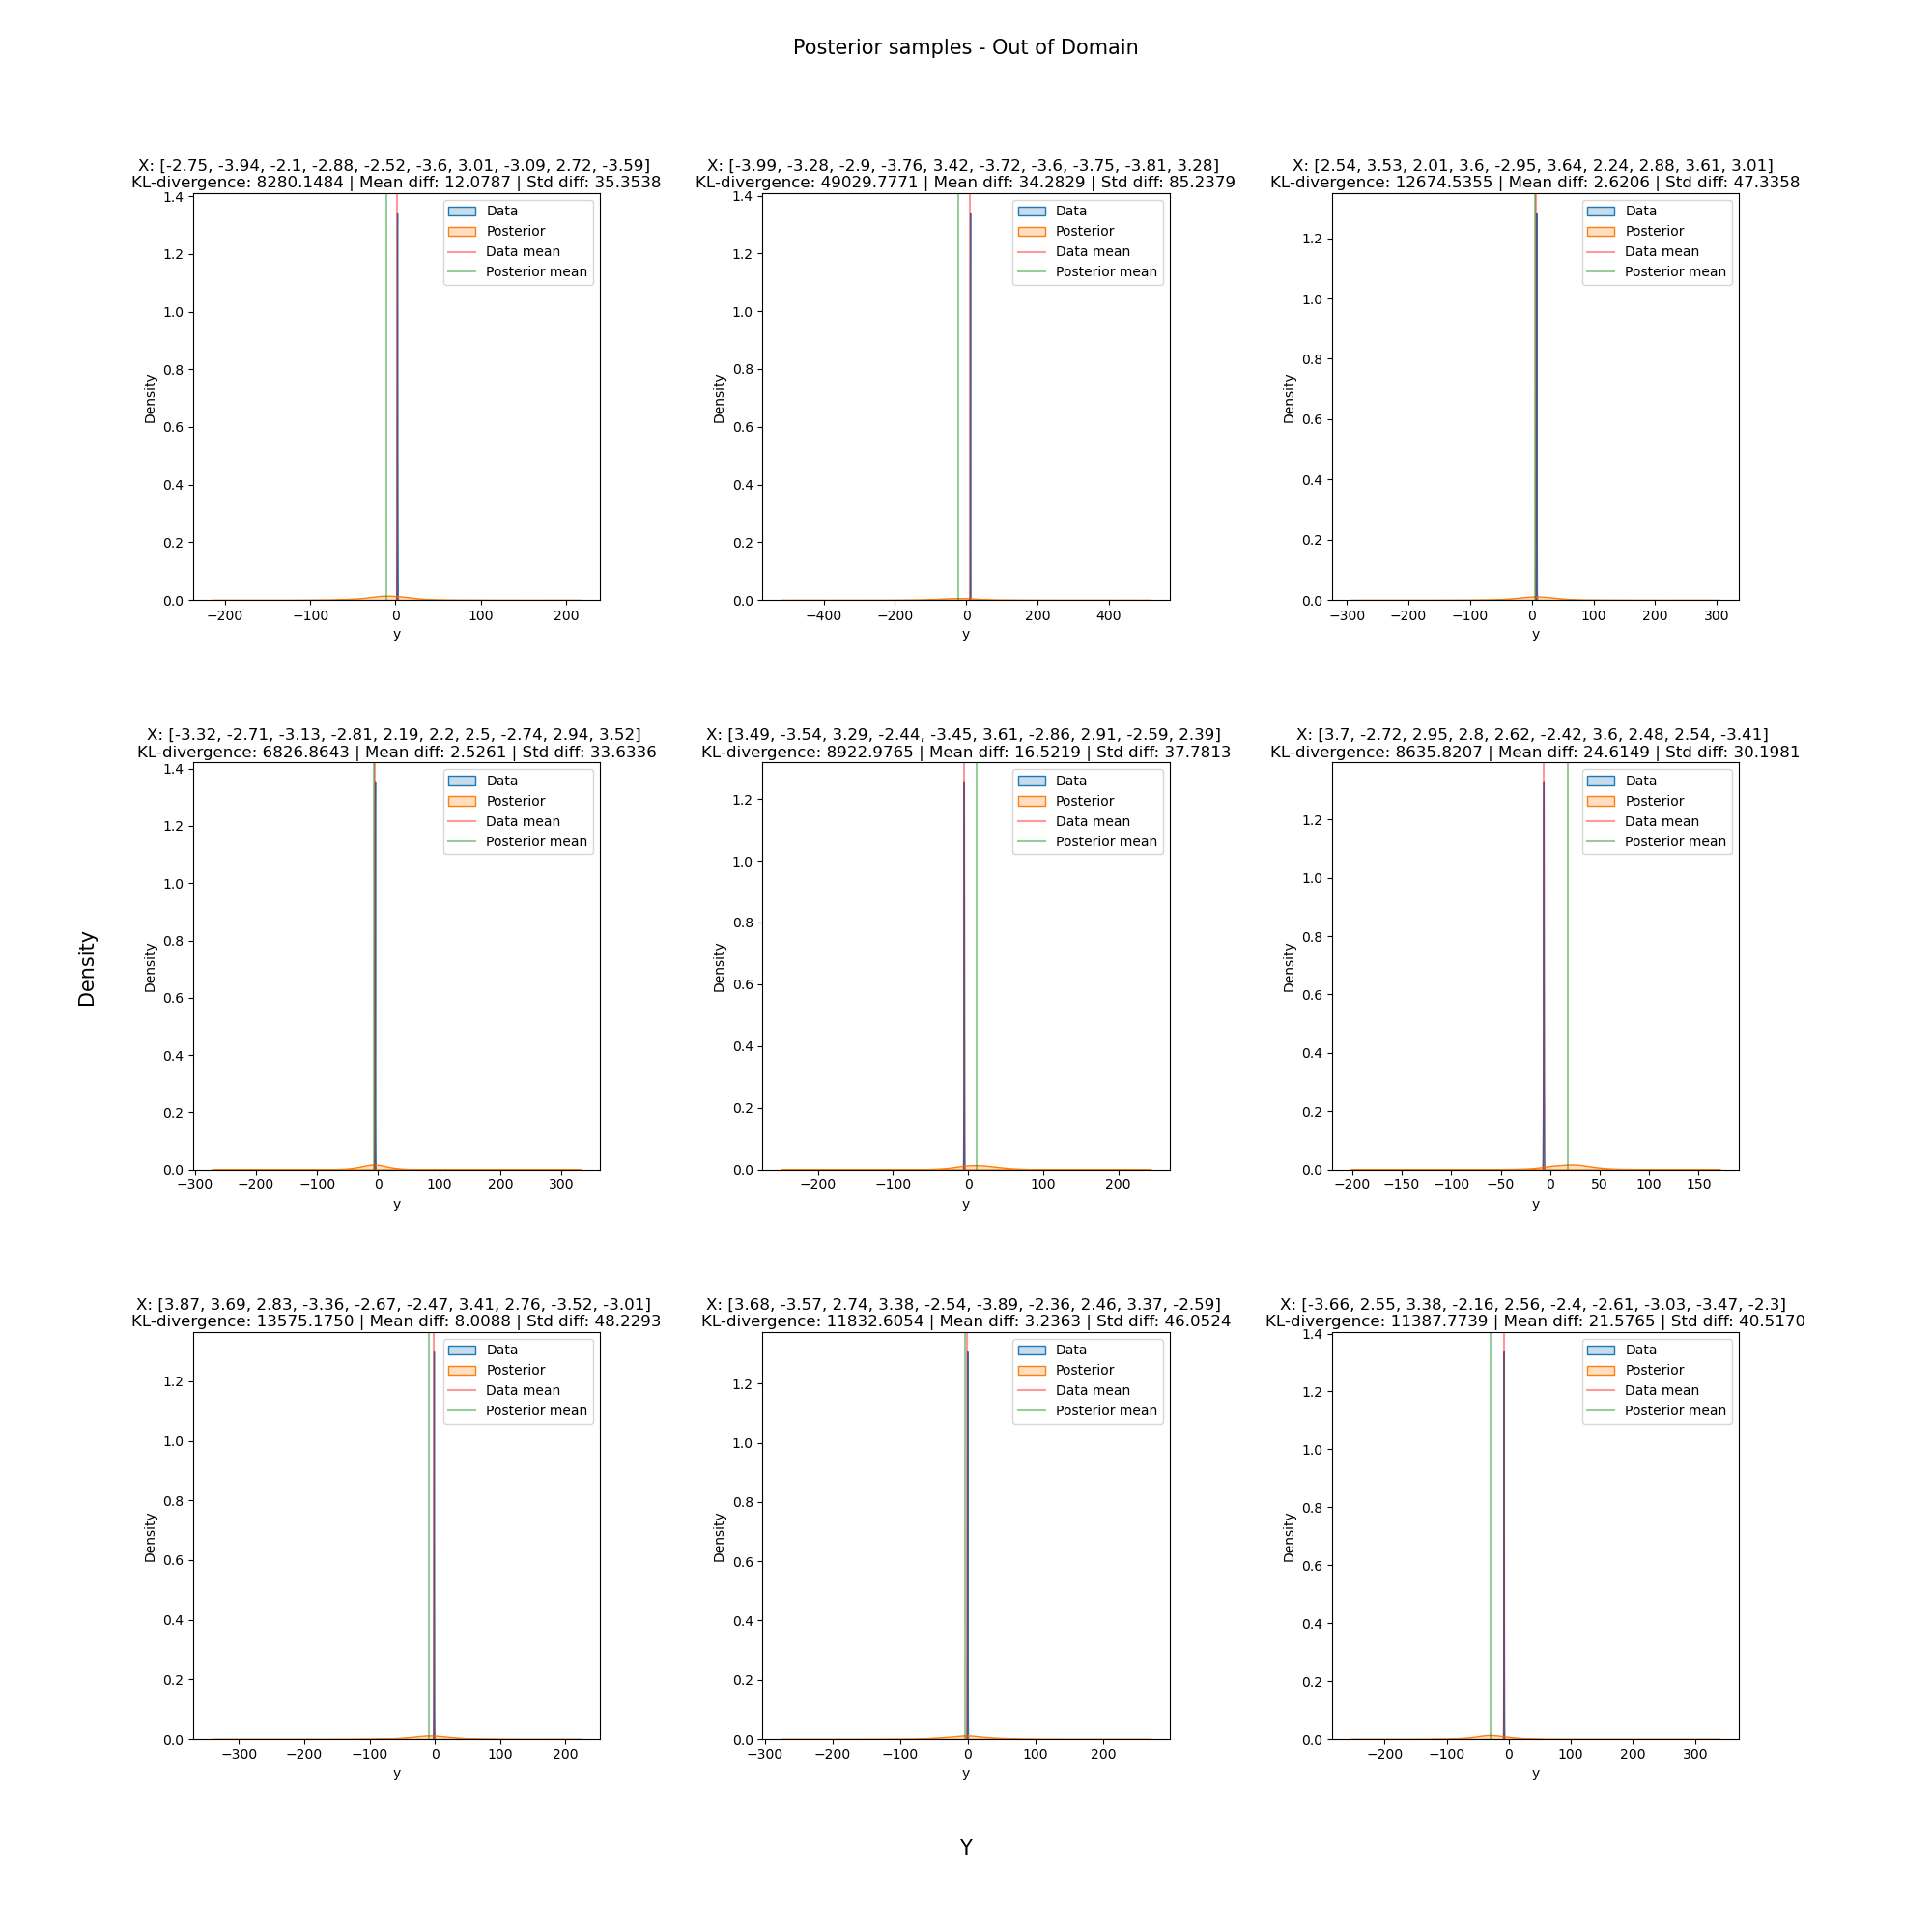 Posterior samples - Out of Domain
X: [-2.75, -3.94, -2.1, -2.88, -2.52, -3.6, 3.01, -3.09, 2.72, -3.59]
KL-divergence: 8280.1484 | Mean diff: 12.0787 | Std diff: 35.3538
Data
Posterior
Data mean
Posterior mean
1.4
1.2
1.0
0.8
0.6
0.4
0.2
0.0
Density
−200
−100
0
100
200
y
X: [-3.99, -3.28, -2.9, -3.76, 3.42, -3.72, -3.6, -3.75, -3.81, 3.28]
KL-divergence: 49029.7771 | Mean diff: 34.2829 | Std diff: 85.2379
Data
Posterior
Data mean
Posterior mean
1.4
1.2
1.0
0.8
0.6
0.4
0.2
0.0
Density
−400
−200
0
200
400
y
X: [2.54, 3.53, 2.01, 3.6, -2.95, 3.64, 2.24, 2.88, 3.61, 3.01]
KL-divergence: 12674.5355 | Mean diff: 2.6206 | Std diff: 47.3358
Data
Posterior
Data mean
Posterior mean
1.2
1.0
0.8
0.6
0.4
0.2
0.0
Density
−300
−200
−100
0
100
200
300
y
X: [-3.32, -2.71, -3.13, -2.81, 2.19, 2.2, 2.5, -2.74, 2.94, 3.52]
KL-divergence: 6826.8643 | Mean diff: 2.5261 | Std diff: 33.6336
Data
Posterior
Data mean
Posterior mean
1.4
1.2
1.0
0.8
0.6
0.4
0.2
0.0
Density
−300
−200
−100
0
100
200
300
y
X: [3.49, -3.54, 3.29, -2.44, -3.45, 3.61, -2.86, 2.91, -2.59, 2.39]
KL-divergence: 8922.9765 | Mean diff: 16.5219 | Std diff: 37.7813
Data
Posterior
Data mean
Posterior mean
1.2
1.0
0.8
0.6
0.4
0.2
0.0
Density
−200
−100
0
100
200
y
X: [3.7, -2.72, 2.95, 2.8, 2.62, -2.42, 3.6, 2.48, 2.54, -3.41]
KL-divergence: 8635.8207 | Mean diff: 24.6149 | Std diff: 30.1981
Data
Posterior
Data mean
Posterior mean
1.2
1.0
0.8
0.6
0.4
0.2
0.0
Density
−200
−150
−100
−50
0
50
100
150
y
Density
X: [3.87, 3.69, 2.83, -3.36, -2.67, -2.47, 3.41, 2.76, -3.52, -3.01]
KL-divergence: 13575.1750 | Mean diff: 8.0088 | Std diff: 48.2293
Data
Posterior
Data mean
Posterior mean
1.2
1.0
0.8
0.6
0.4
0.2
0.0
Density
−300
−200
−100
0
100
200
y
X: [3.68, -3.57, 2.74, 3.38, -2.54, -3.89, -2.36, 2.46, 3.37, -2.59]
KL-divergence: 11832.6054 | Mean diff: 3.2363 | Std diff: 46.0524
Data
Posterior
Data mean
Posterior mean
1.2
1.0
0.8
0.6
0.4
0.2
0.0
Density
−300
−200
−100
0
100
200
y
X: [-3.66, 2.55, 3.38, -2.16, 2.56, -2.4, -2.61, -3.03, -3.47, -2.3]
KL-divergence: 11387.7739 | Mean diff: 21.5765 | Std diff: 40.5170
Data
Posterior
Data mean
Posterior mean
1.4
1.2
1.0
0.8
0.6
0.4
0.2
0.0
Density
−200
−100
0
100
200
300
y
Y